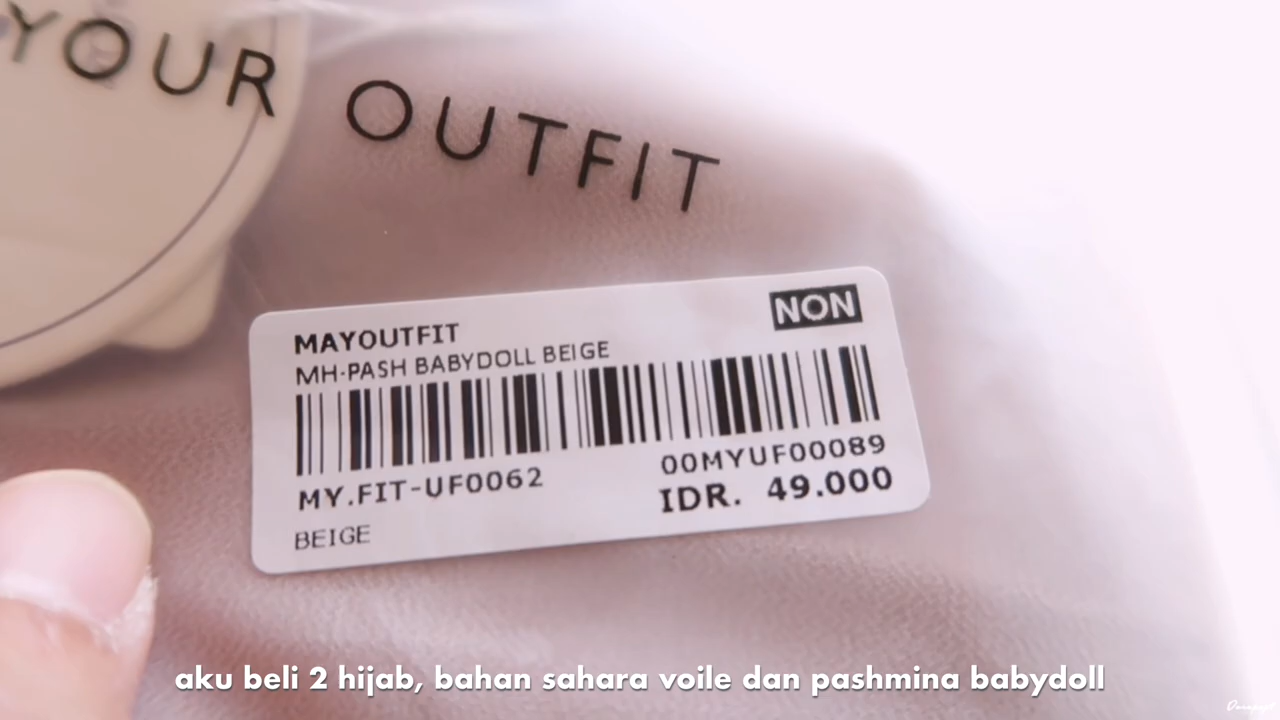 YOUR OUTFIT
NON
MAYOUTFIT
MH-PASH BABYDOLL BEIGE
MY.FIT-UF0062
00MYUF00089
IDR. 49.000
BEIGE
aku beli 2 hijab, bahan sahara voile dan pashmina babydoll